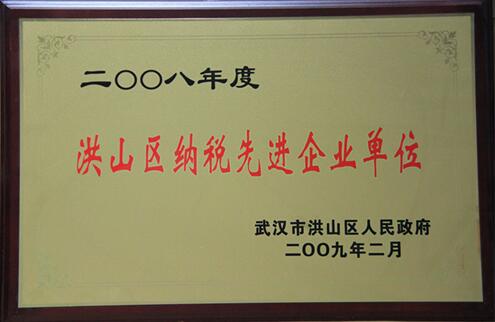 二〇〇八年度
洪山区纳税先进企业单位
武汉市洪山区人民政府
二〇〇九年二月